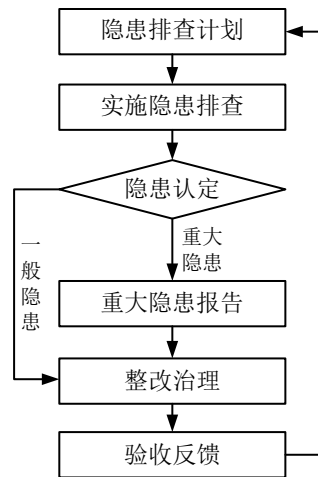 隐患排查计划
实施隐患排查
隐患认定
一般隐患
重大
隐患
重大隐患报告
整改治理
验收反馈